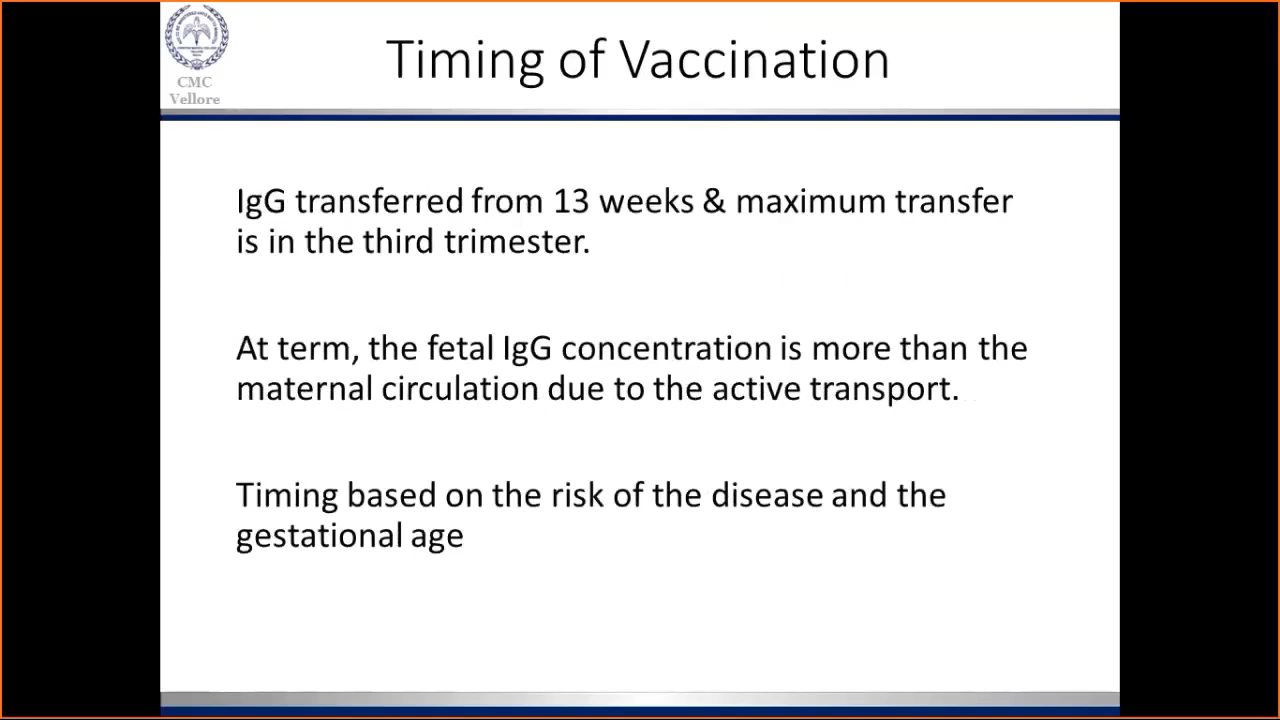 CMC
Vellore
Timing of Vaccination
IgG transferred from 13 weeks & maximum transfer
is in the third trimester.
At term, the fetal IgG concentration is more than the
maternal circulation due to the active transport.
Timing based on the risk of the disease and the
gestational age